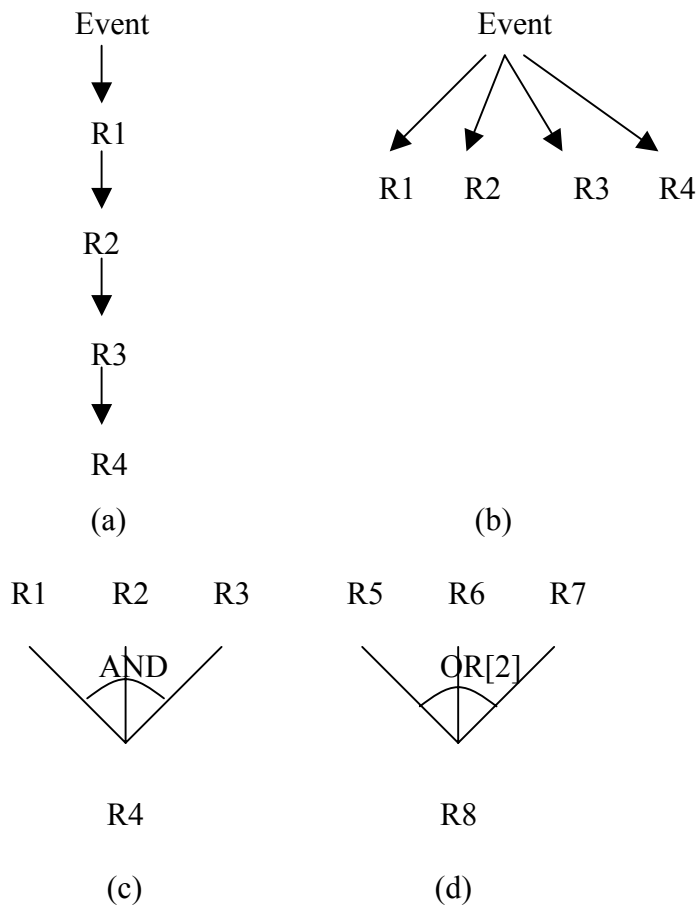 Event
R1
R2
R3
R4
(a)
Event
R1 R2 R3 R4
(b)
R1 R2 R3
AND
R4
(c)
R5 R6 R7
OR[2]
R8
(d)